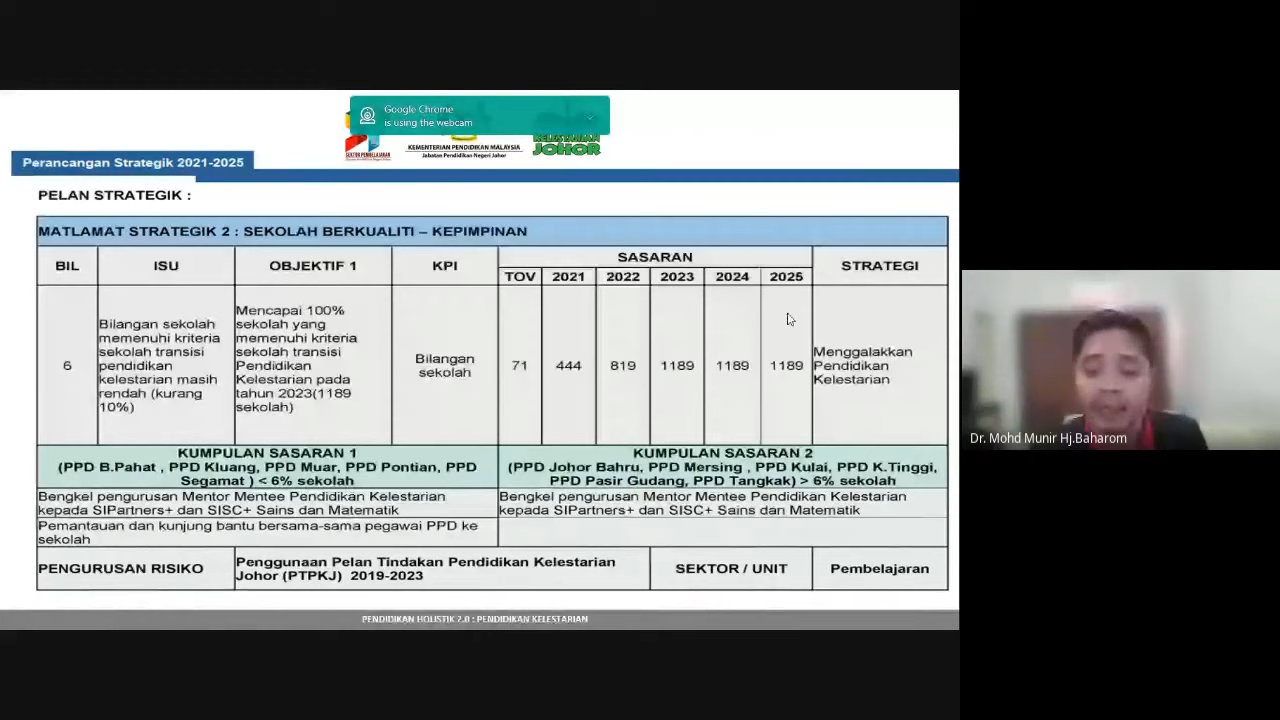 Google Chrome
is using the webcam
SEKTOR PEMBELAJARAN
KEMENTERIAN PENDIDIKAN MALAYSIA
Jabatan Pendidikan Negeri Johor
KELESTARIAN
JOHOR
Perancangan Strategik 2021-2025
PELAN STRATEGIK :
MATLAMAT STRATEGIK 2 : SEKOLAH BERKUALITI – KEPIMPINAN
BIL
ISU
OBJEKTIF 1
KPI
SASARAN
STRATEGI
TOV
2021
2022
2023
2024
2025
6
Bilangan sekolah
memenuhi kriteria
sekolah transisi
pendidikan
kelestarian masih
rendah (kurang
10%)
Mencapai 100%
sekolah yang
memenuhi kriteria
sekolah transisi
Pendidikan
Kelestarian pada
tahun 2023(1189
sekolah)
Bilangan
sekolah
71
444
819
1189
1189
1189
Menggalakkan
Pendidikan
Kelestarian
KUMPULAN SASARAN 1
(PPD B.Pahat , PPD Kluang, PPD Muar, PPD Pontian, PPD
Segamat ) < 6% sekolah
KUMPULAN SASARAN 2
(PPD Johor Bahru, PPD Mersing , PPD Kulai, PPD K.Tinggi,
PPD Pasir Gudang, PPD Tangkak) > 6% sekolah
Bengkel pengurusan Mentor Mentee Pendidikan Kelestarian
kepada SIPartners+ dan SISC+ Sains dan Matematik
Bengkel pengurusan Mentor Mentee Pendidikan Kelestarian
kepada SIPartners+ dan SISC+ Sains dan Matematik
Pemantauan dan kunjung bantu bersama-sama pegawai PPD ke
sekolah
PENGURUSAN RISIKO
Penggunaan Pelan Tindakan Pendidikan Kelestarian
Johor (PTPKJ) 2019-2023
SEKTOR / UNIT
Pembelajaran
PENDIDIKAN HOLISTIK 2.0 : PENDIDIKAN KELESTARIAN
Dr. Mohd Munir Hj.Baharom